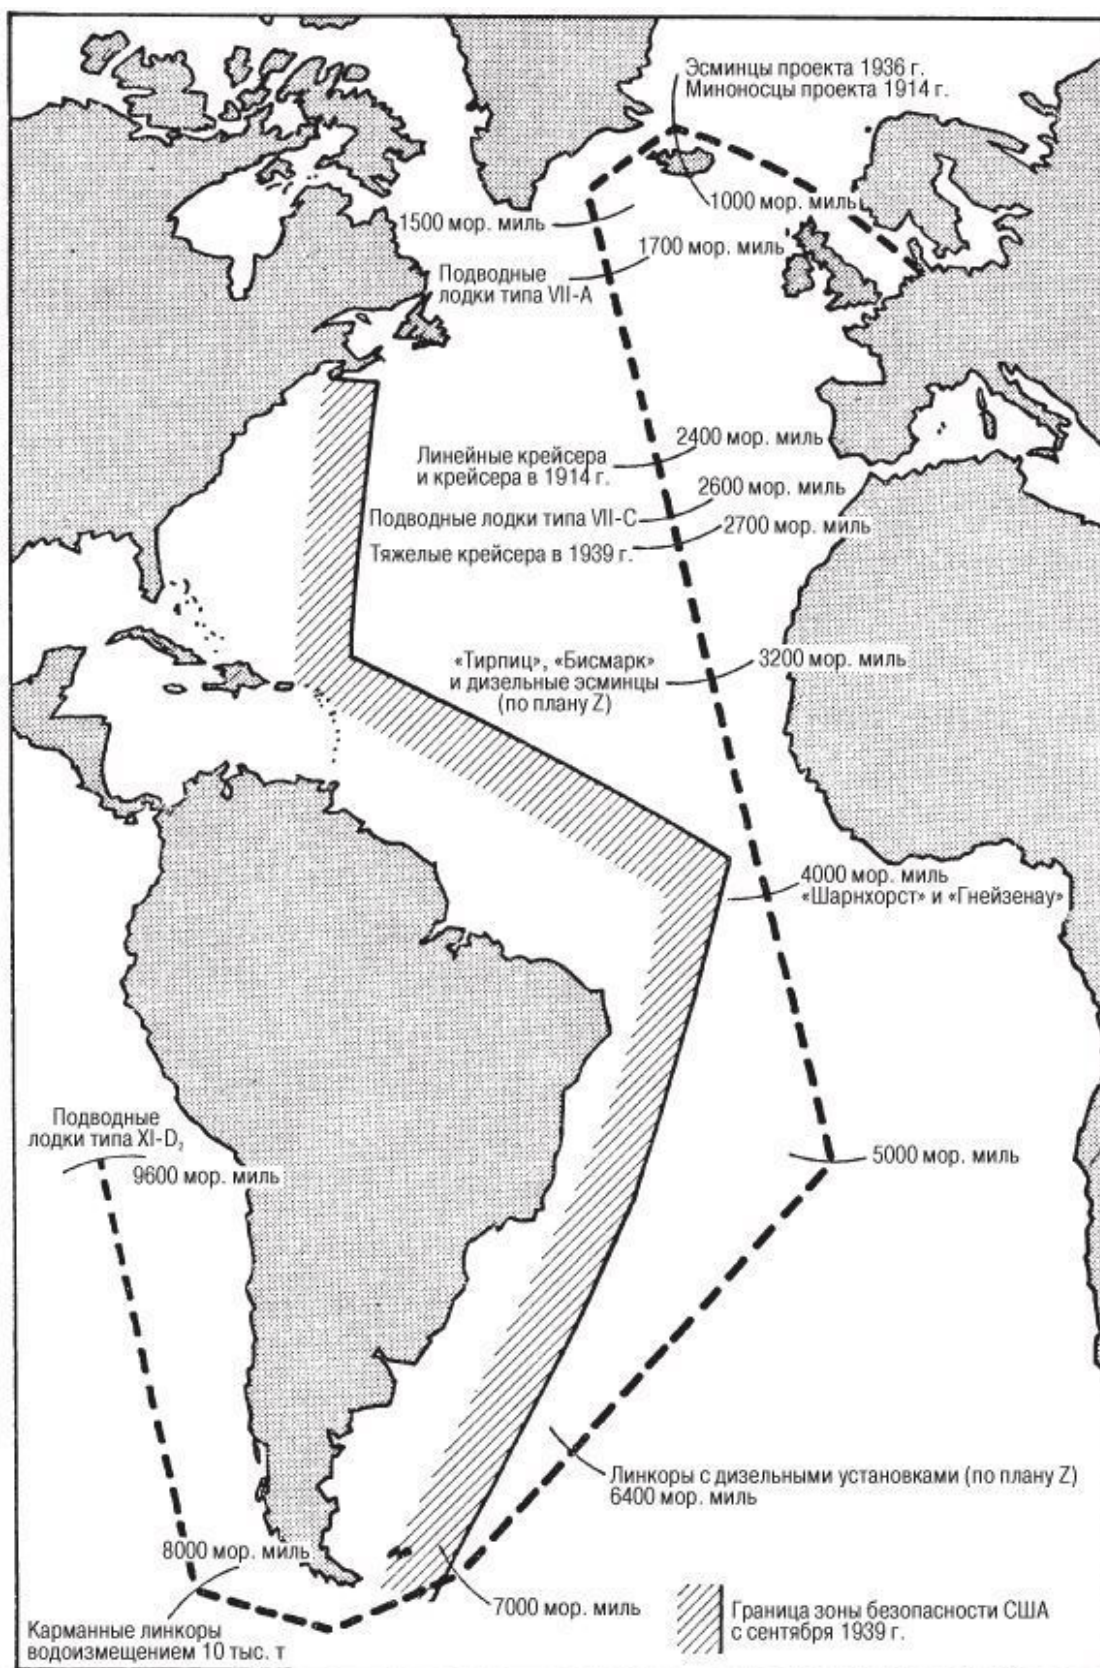 Эсминцы проекта 1936 г.
Миноносцы проекта 1914 г.
1000 мор. миль
1500 мор. миль
1700 мор. миль
Подводные
лодки типа VII-A
2400 мор. миль
Линейные крейсера
и крейсера в 1914 г.
2600 мор. миль
Подводные лодки типа VII-C
2700 мор. миль
Тяжелые крейсера в 1939 г.
«Тирпиц», «Бисмарк»
и дизельные эсминцы
(по плану Z)
3200 мор. миль
4000 мор. миль
«Шарнхорст» и «Гнейзенау»
Подводные
лодки типа XI-D₂
9600 мор. миль
5000 мор. миль
Линкоры с дизельными установками (по плану Z)
6400 мор. миль
8000 мор. миль
7000 мор. миль
Карманные линкоры
водоизмещением 10 тыс. т
Граница зоны безопасности США
с сентября 1939 г.